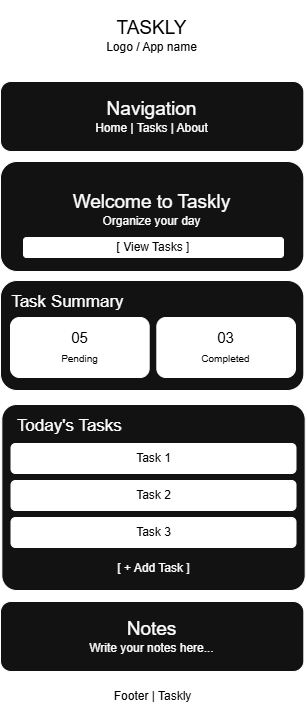 TASKLY
Logo / App name
Navigation
Home | Tasks | About
Welcome to Taskly
Organize your day
[ View Tasks ]
Task Summary
05 03
Pending Completed
Today's Tasks
Task 1
Task 2
Task 3
[ + Add Task ]
Notes
Write your notes here...
Footer | Taskly